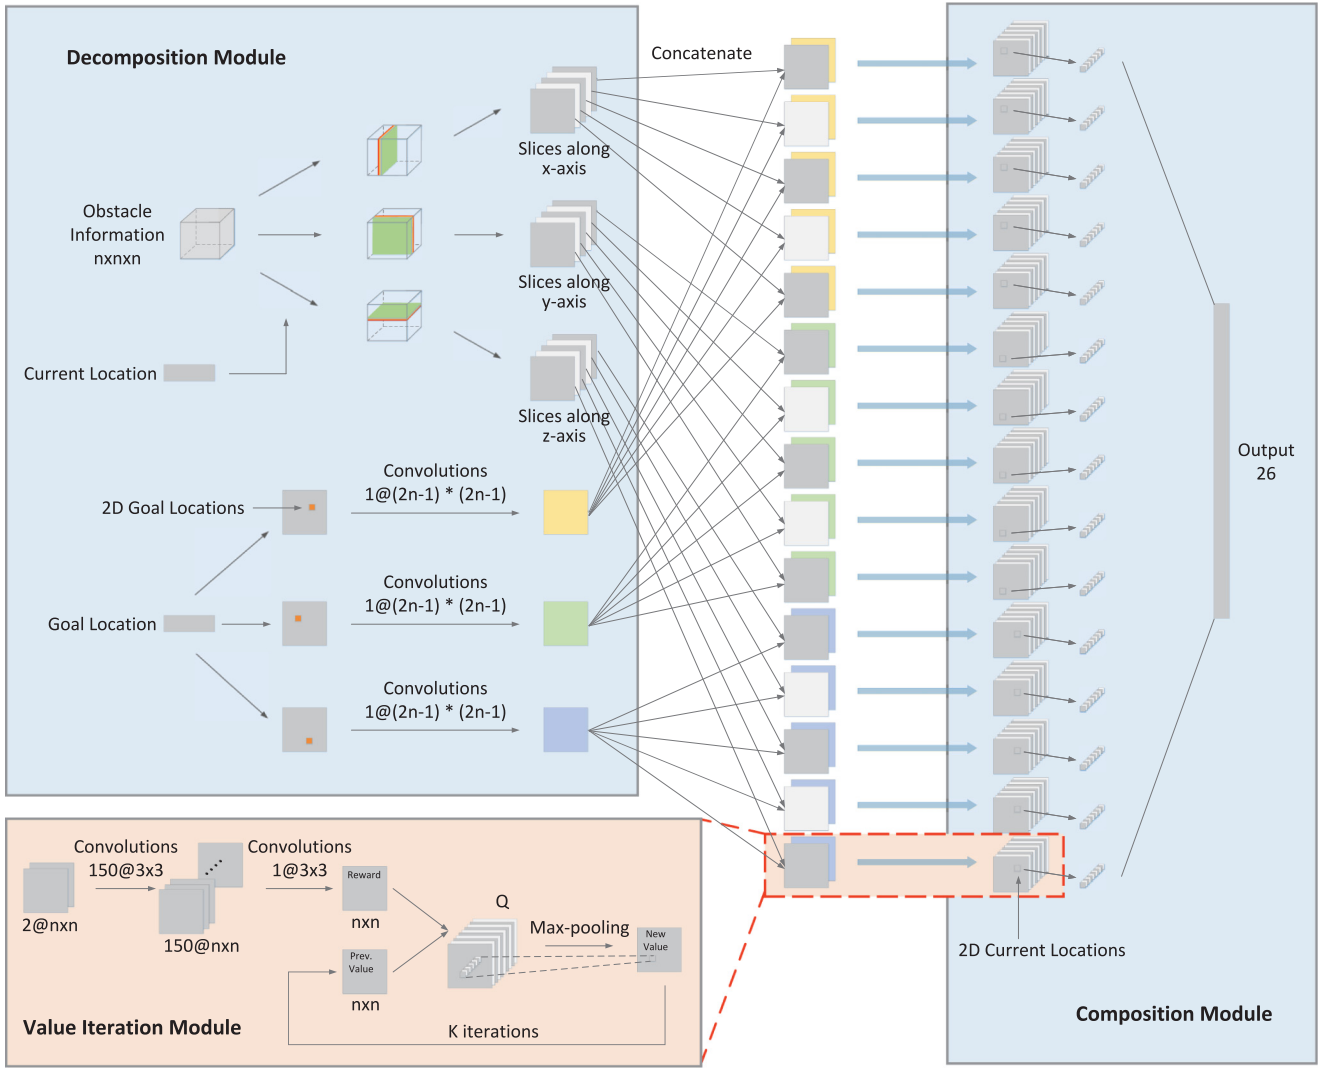 Decomposition Module
Concatenate
Slices along
x-axis
Obstacle
Information
nxnxn
Slices along
y-axis
Current Location
Slices along
z-axis
2D Goal Locations
Convolutions
1@(2n-1) * (2n-1)
Goal Location
Convolutions
1@(2n-1) * (2n-1)
Convolutions
1@(2n-1) * (2n-1)
Output
26
2D Current Locations
Composition Module
Convolutions
150@3x3
Convolutions
1@3x3
2@nxn
150@nxn
Reward
nxn
Prev.
Value
nxn
Q
Max-pooling
New
Value
K iterations
Value Iteration Module